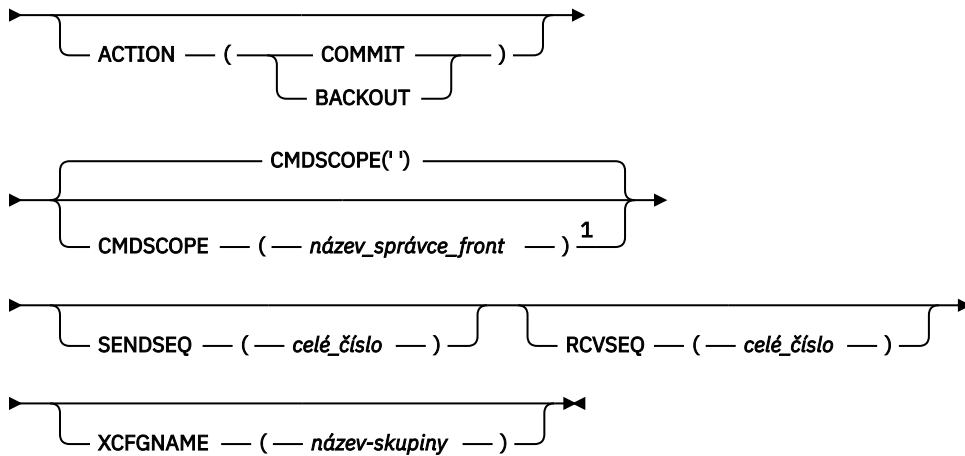 ACTION ( COMMIT )
BACKOUT
CMDSCOPE(' ')
CMDSCOPE ( název_správce_front ) 1
SENDSEQ ( celé_číslo ) RCVSEQ ( celé_číslo )
XCFGNAME ( název-skupiny )